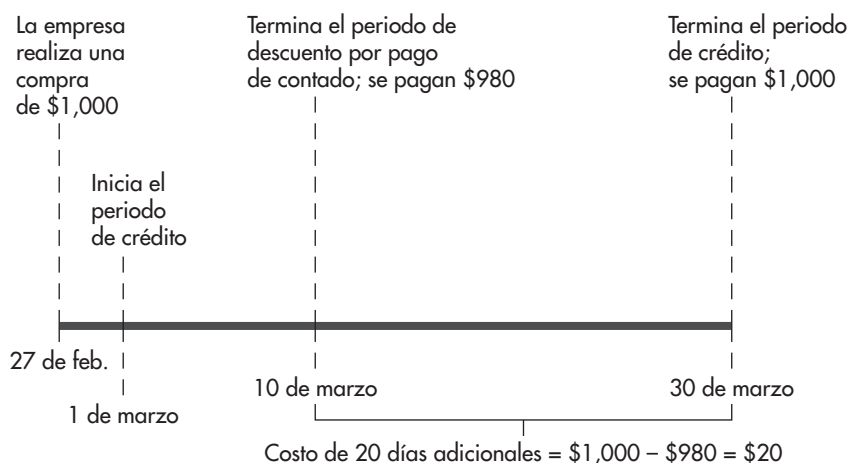 La empresa
realiza una
compra
de $1,000
Termina el periodo de
descuento por pago
de contado; se pagan $980
Termina el periodo
de crédito;
se pagan $1,000
Inicia el
periodo
de crédito
27 de feb.
1 de marzo
10 de marzo
30 de marzo
Costo de 20 días adicionales = $1,000 – $980 = $20